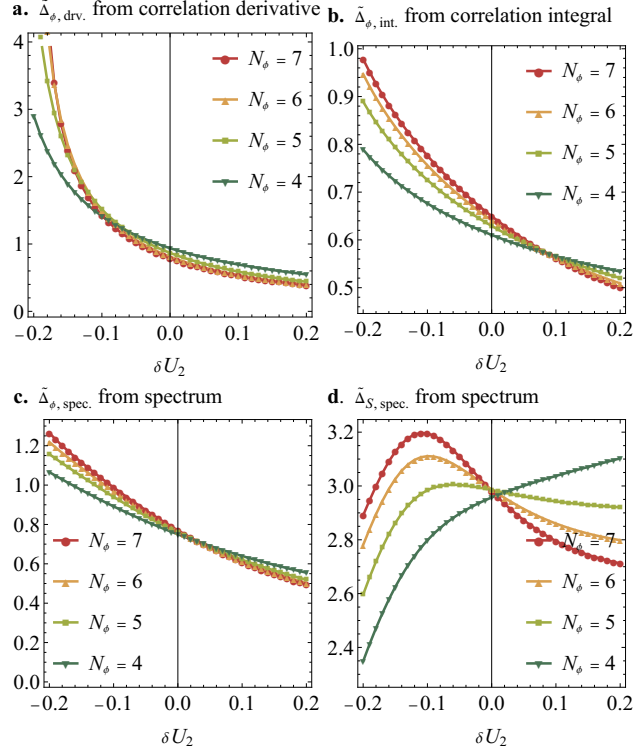 a. Δ̃ϕ, drv. from correlation derivative
4
3
2
1
0
Nϕ = 7
Nϕ = 6
Nϕ = 5
Nϕ = 4
−0.2 −0.1 0.0 0.1 0.2
δU2
b. Δ̃ϕ, int. from correlation integral
1.0
0.9
0.8
0.7
0.6
0.5
Nϕ = 7
Nϕ = 6
Nϕ = 5
Nϕ = 4
−0.2 −0.1 0.0 0.1 0.2
δU2
c. Δ̃ϕ, spec. from spectrum
1.2
1.0
0.8
0.6
0.4
0.2
0.0
Nϕ = 7
Nϕ = 6
Nϕ = 5
Nϕ = 4
−0.2 −0.1 0.0 0.1 0.2
δU2
d. Δ̃S, spec. from spectrum
3.2
3.0
2.8
2.6
2.4
Nϕ = 7
Nϕ = 6
Nϕ = 5
Nϕ = 4
−0.2 −0.1 0.0 0.1 0.2
δU2